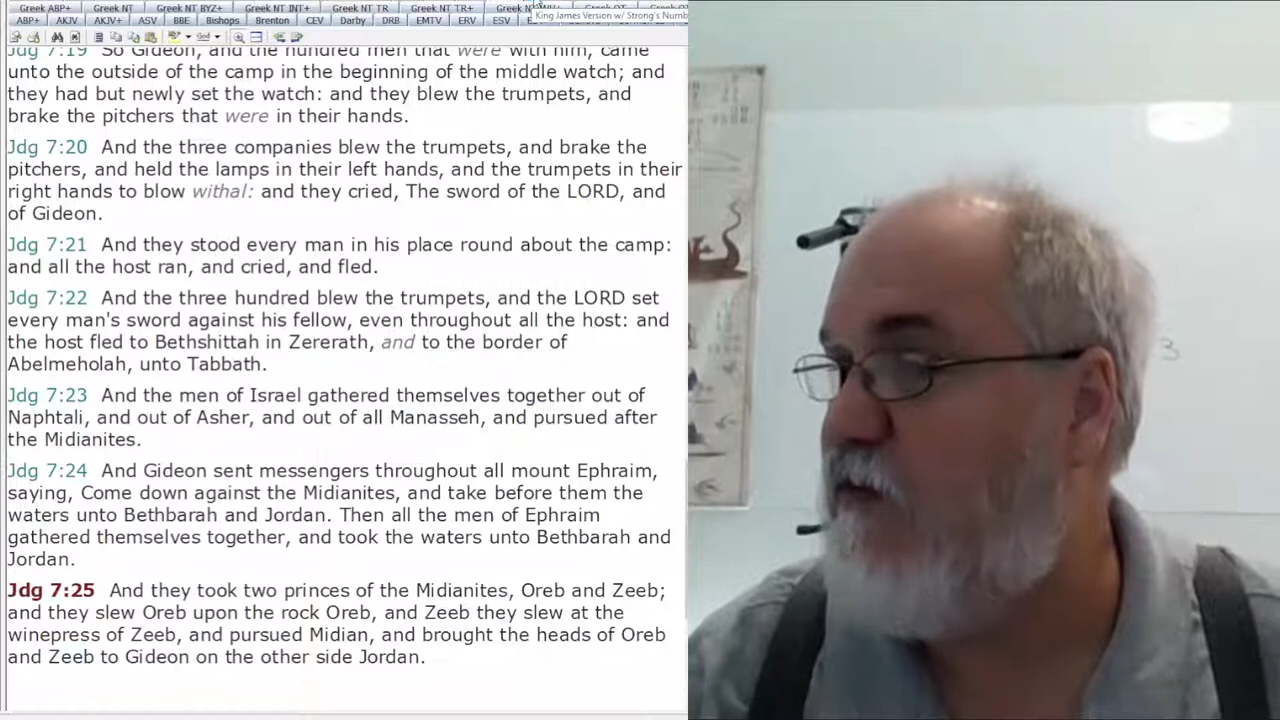 Greek ABP+ Greek NT Greek NT BYZ+ Greek NT INT+ Greek NT TR Greek NT TR+
ABP+ AKJV AKJV+ ASV BBE Bishops Brenton CEV Darby DRB EMTV ERV ESV
King James Version w/ Strong's Numb
Jdg 7:19 So Gideon, and the hundred men that were with him, came
unto the outside of the camp in the beginning of the middle watch; and
they had but newly set the watch: and they blew the trumpets, and
brake the pitchers that were in their hands.
Jdg 7:20 And the three companies blew the trumpets, and brake the
pitchers, and held the lamps in their left hands, and the trumpets in their
right hands to blow withal: and they cried, The sword of the LORD, and
of Gideon.
Jdg 7:21 And they stood every man in his place round about the camp:
and all the host ran, and cried, and fled.
Jdg 7:22 And the three hundred blew the trumpets, and the LORD set
every man's sword against his fellow, even throughout all the host: and
the host fled to Bethshittah in Zererath, and to the border of
Abelmeholah, unto Tabbath.
Jdg 7:23 And the men of Israel gathered themselves together out of
Naphtali, and out of Asher, and out of all Manasseh, and pursued after
the Midianites.
Jdg 7:24 And Gideon sent messengers throughout all mount Ephraim,
saying, Come down against the Midianites, and take before them the
waters unto Bethbarah and Jordan. Then all the men of Ephraim
gathered themselves together, and took the waters unto Bethbarah and
Jordan.
Jdg 7:25 And they took two princes of the Midianites, Oreb and Zeeb;
and they slew Oreb upon the rock Oreb, and Zeeb they slew at the
winepress of Zeeb, and pursued Midian, and brought the heads of Oreb
and Zeeb to Gideon on the other side Jordan.
3